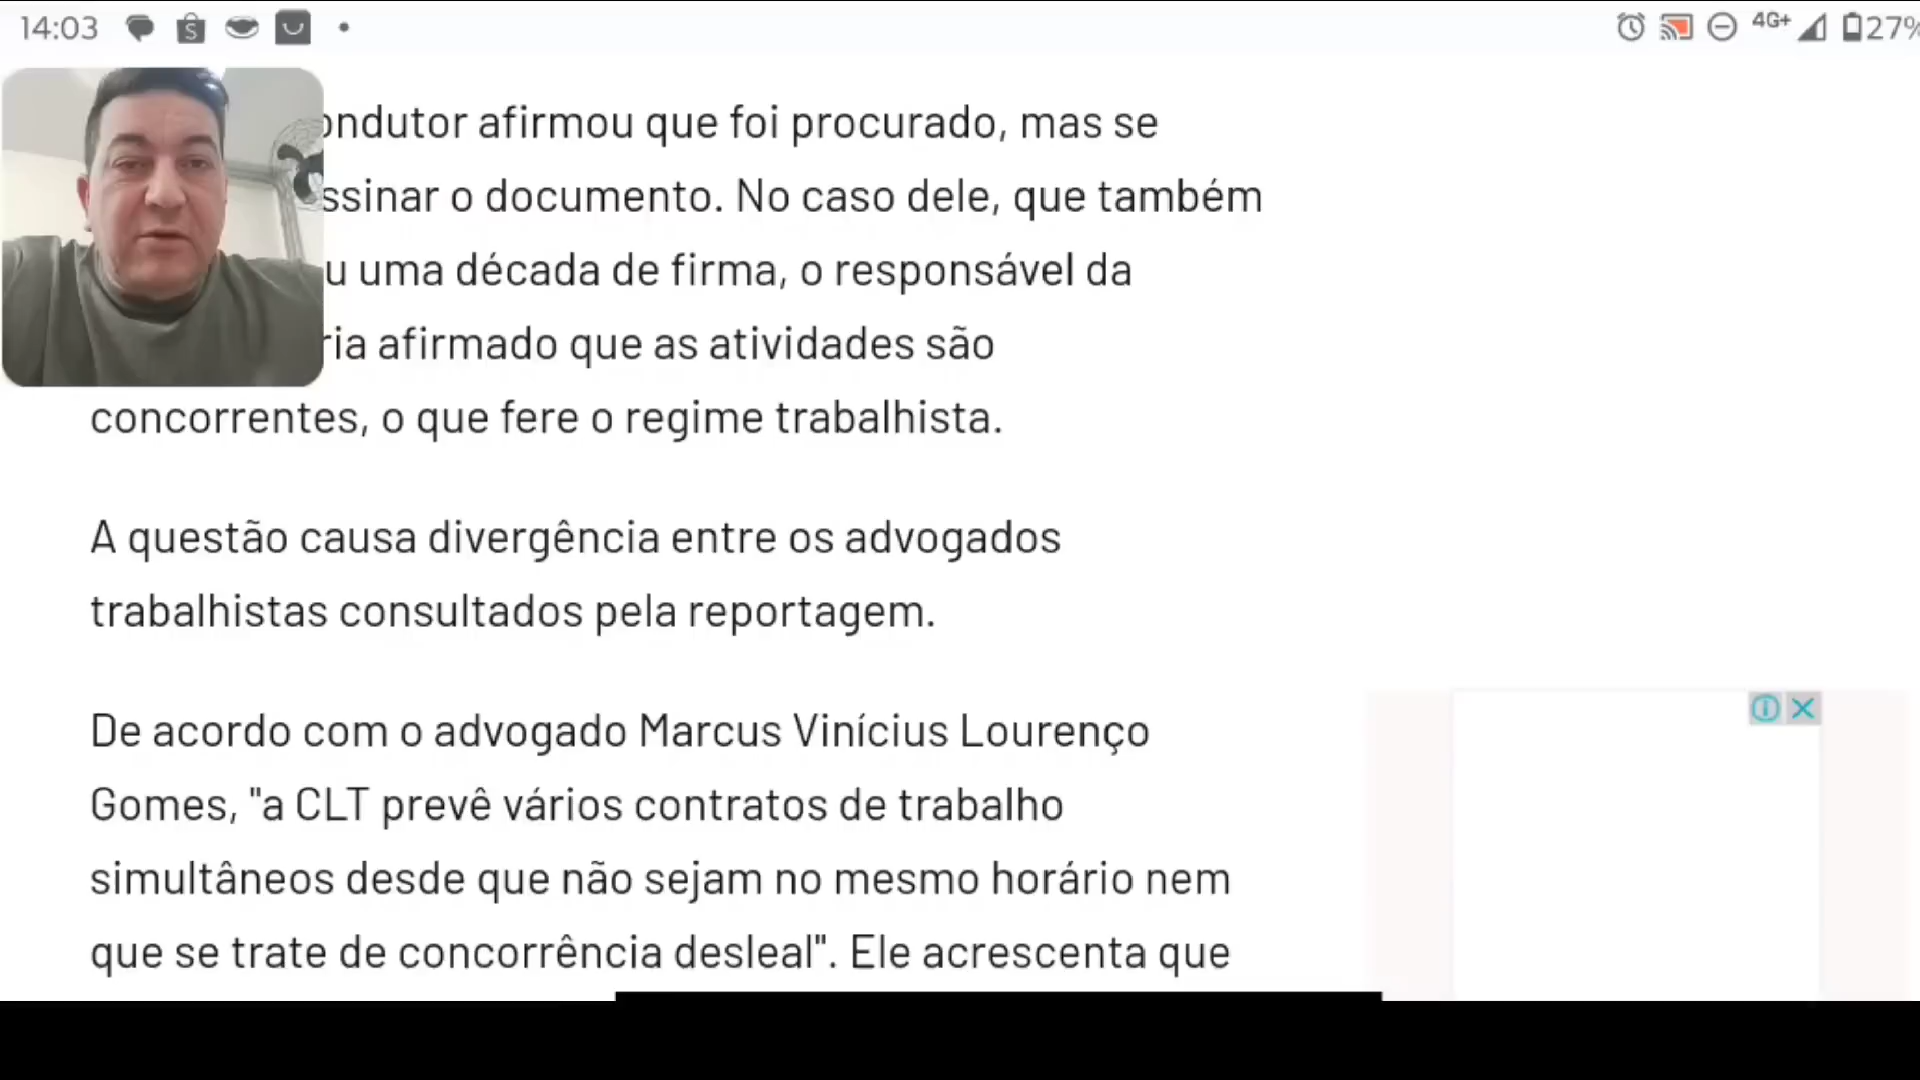 14:03
4G+ 27%
ondutor afirmou que foi procurado, mas se
ssinar o documento. No caso dele, que também
u uma década de firma, o responsável da
ria afirmado que as atividades são
concorrentes, o que fere o regime trabalhista.
A questão causa divergência entre os advogados
trabalhistas consultados pela reportagem.
De acordo com o advogado Marcus Vinícius Lourenço
Gomes, "a CLT prevê vários contratos de trabalho
simultâneos desde que não sejam no mesmo horário nem
que se trate de concorrência desleal". Ele acrescenta que